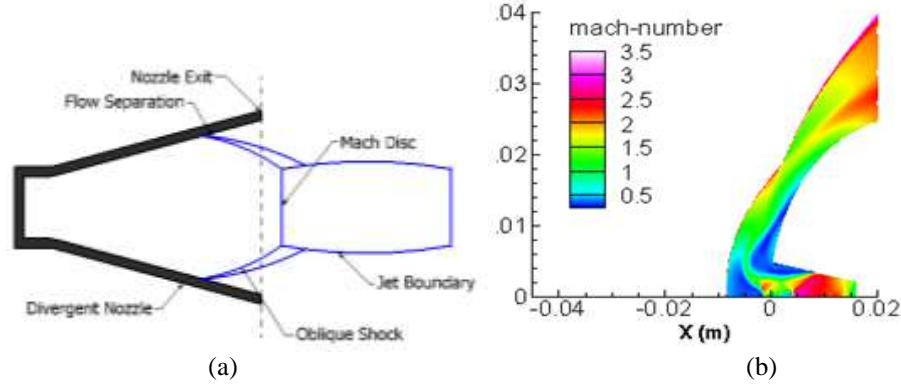 Nozzle Exit
Flow Separation
Mach Disc
Jet Boundary
Divergent Nozzle
Oblique Shock
(a)
.04
.03
.02
.01
0
mach-number
3.5
3
2.5
2
1.5
1
0.5
-0.04
-0.02
0
0.02
X (m)
(b)